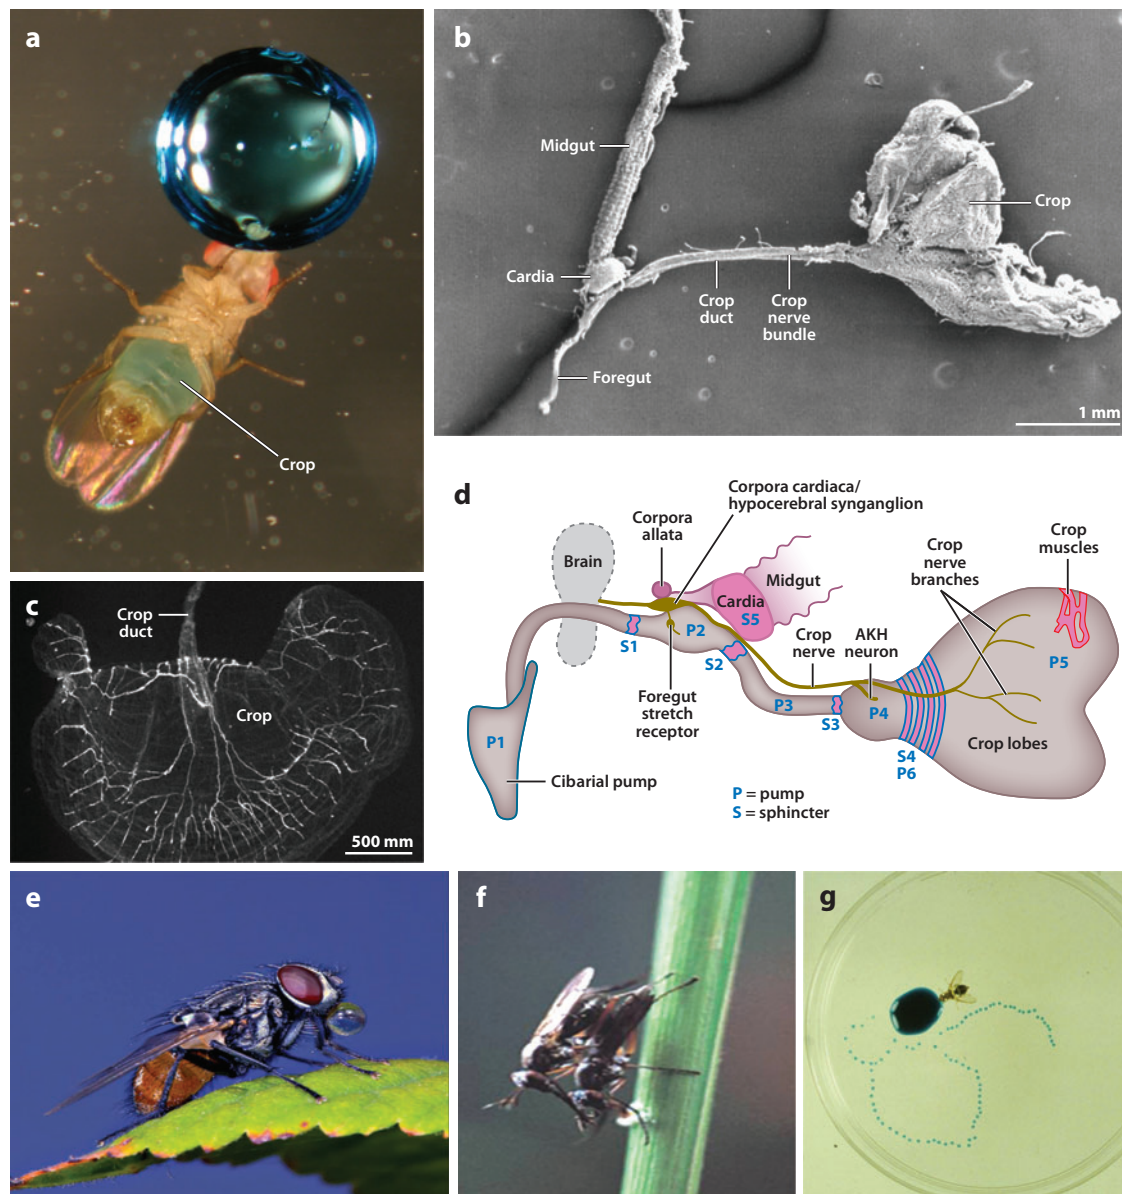 a
Crop
b
Midgut
Cardia
Crop
duct
Crop
nerve
bundle
Crop
Foregut
1 mm
c
Crop
duct
Crop
500 mm
d
Brain
Corpora
allata
Corpora cardiaca/
hypocerebral synganglion
Cardia
S5
Midgut
Crop
nerve
branches
Crop
muscles
S1
P2
S2
Crop
nerve
AKH
neuron
P5
P1
Foregut
stretch
receptor
P3
S3
P4
S4
P6
Crop lobes
Cibarial pump
P = pump
S = sphincter
e
f
g